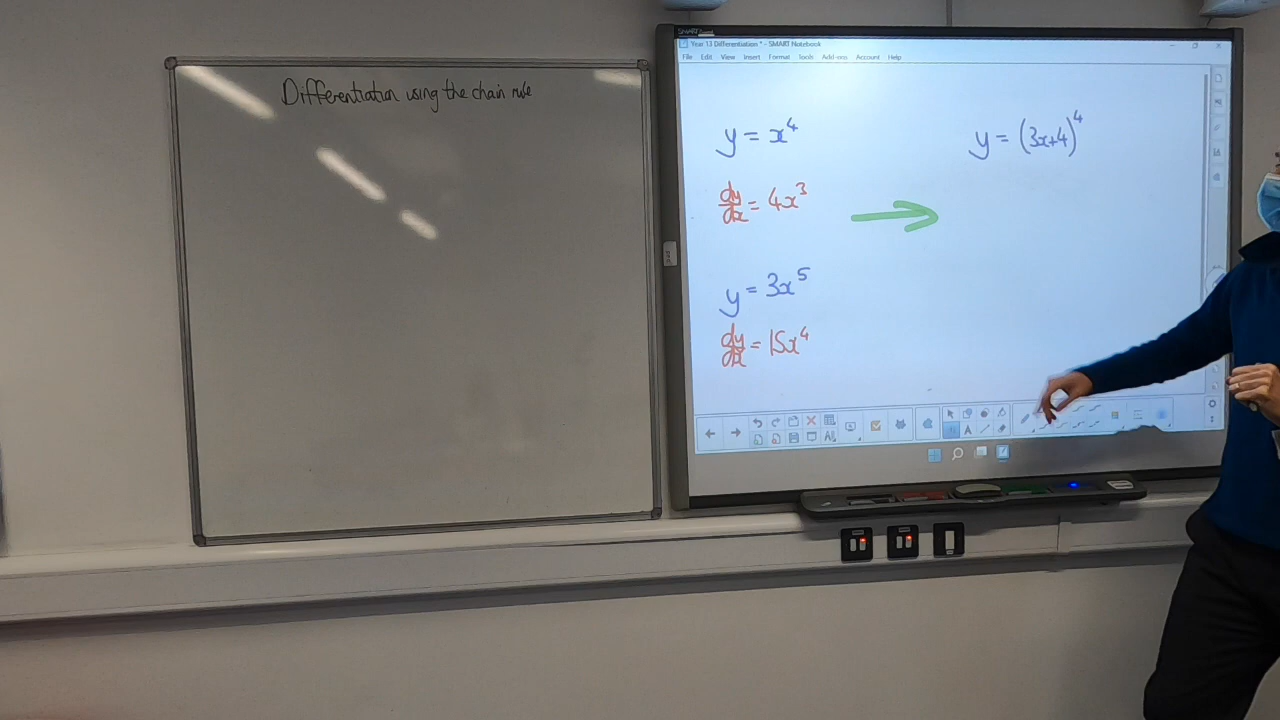 Differentiation using the chain rule
SMART
Year 13 Differentiation * - SMART Notebook
File Edit View Insert Format Tools Add-ons Account Help
y = x⁴
dy/dx = 4x³
y = 3x⁵
dy/dx = 15x⁴
y = (3x+4)⁴